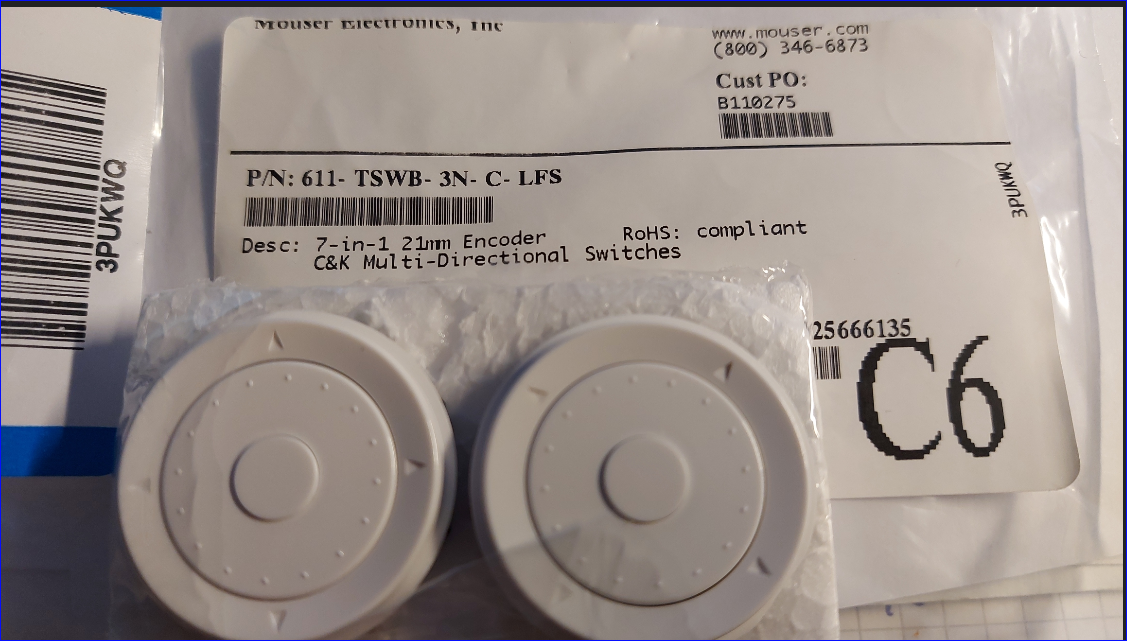 Mouser Electronics, Inc
www.mouser.com
(800) 346-6873
Cust PO:
B110275
P/N: 611- TSWB- 3N- C- LFS
Desc: 7-in-1 21mm Encoder RoHS: compliant
C&K Multi-Directional Switches
25666135
C6
3PUKWQ
3PUKWQ